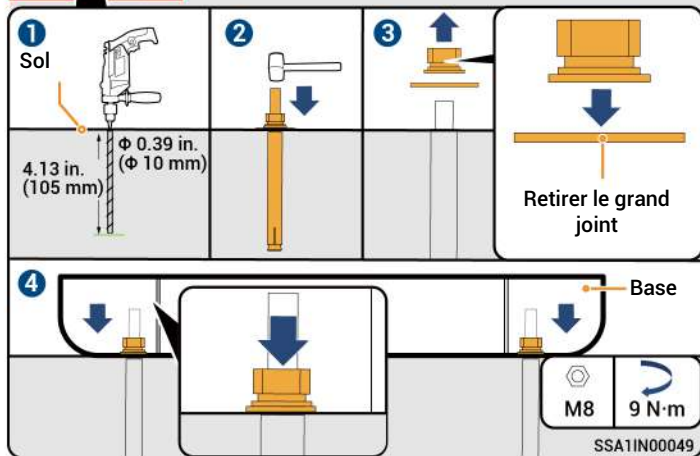 1
2
3
Sol
4.13 in.
(105 mm)
Φ 0.39 in.
(Φ 10 mm)
Retirer le grand
joint
4
Base
M8
9 N·m
SSA1IN00049